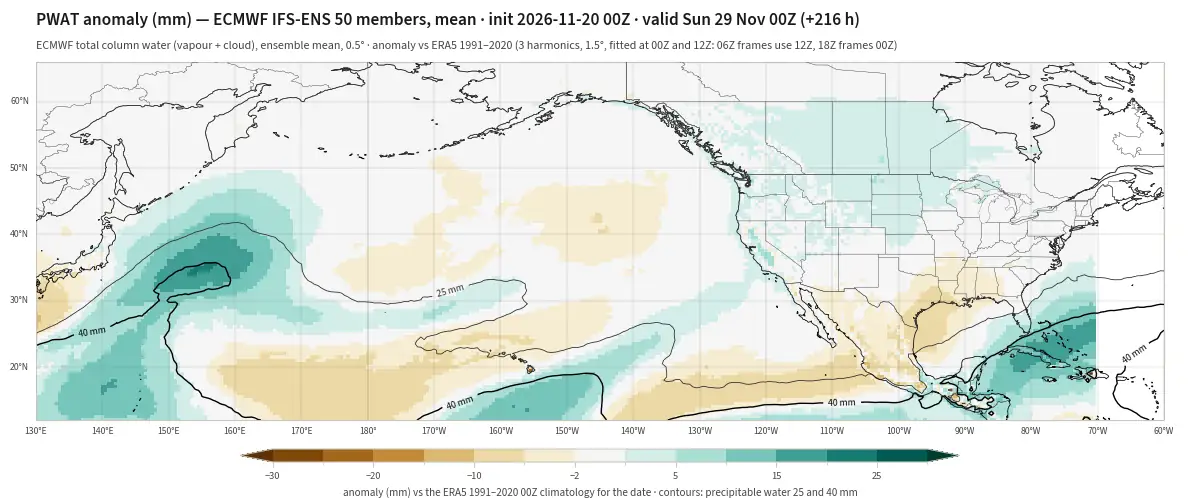 PWAT anomaly (mm) — ECMWF IFS-ENS 50 members, mean · init 2026-11-20 00Z · valid Sun 29 Nov 00Z (+216 h)
ECMWF total column water (vapour + cloud), ensemble mean, 0.5° · anomaly vs ERA5 1991–2020 (3 harmonics, 1.5°, fitted at 00Z and 12Z: 06Z frames use 12Z, 18Z frames 00Z)
60°N
50°N
40°N
30°N
20°N
25 mm
40 mm
40 mm
40 mm
40 mm
130°E 140°E 150°E 160°E 170°E 180° 170°W 160°W 150°W 140°W 130°W 120°W 110°W 100°W 90°W 80°W 70°W 60°W
−30 −20 −10 −2 5 15 25
anomaly (mm) vs the ERA5 1991–2020 00Z climatology for the date · contours: precipitable water 25 and 40 mm